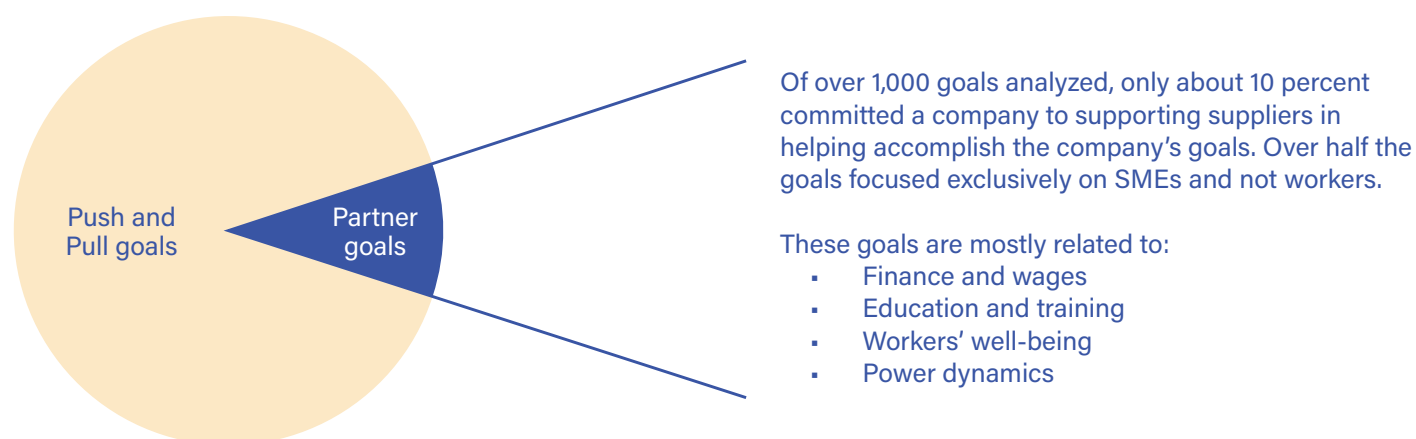 Push and
Pull goals
Partner
goals
Of over 1,000 goals analyzed, only about 10 percent
committed a company to supporting suppliers in
helping accomplish the company's goals. Over half the
goals focused exclusively on SMEs and not workers.
These goals are mostly related to:
▪ Finance and wages
▪ Education and training
▪ Workers' well-being
▪ Power dynamics